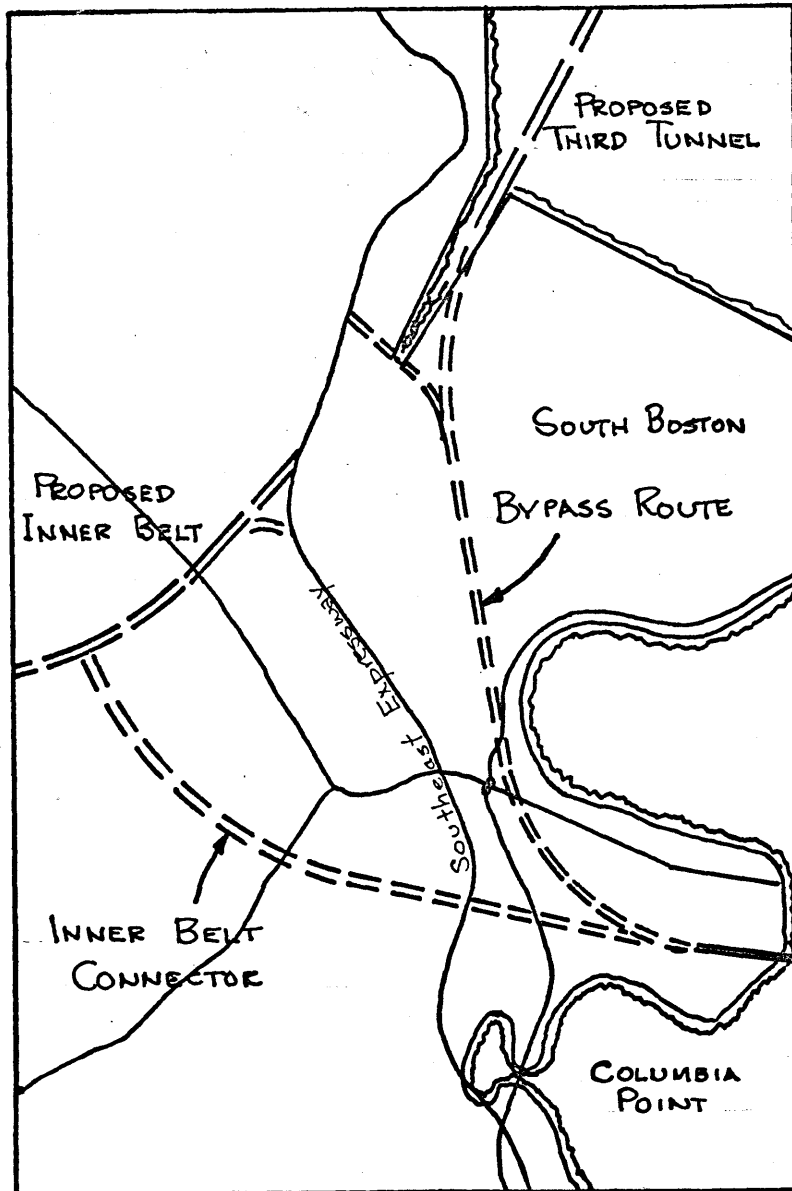 PROPOSED
THIRD TUNNEL
SOUTH BOSTON
PROPOSED
INNER BELT
BYPASS ROUTE
Southeast Expressway
INNER BELT
CONNECTOR
COLUMBIA
POINT